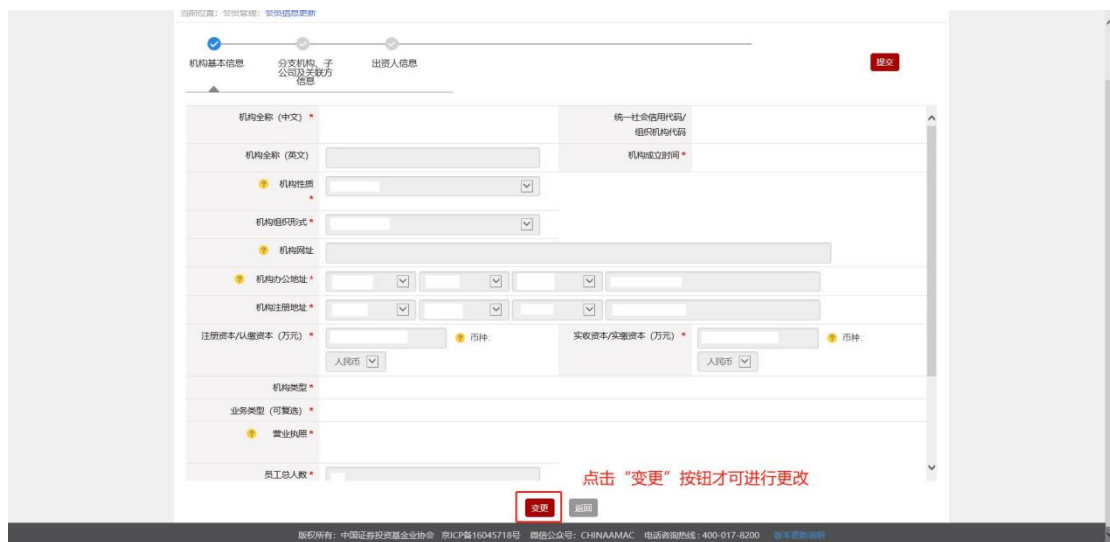 当前位置：会员管理：会员信息更新
机构基本信息
分支机构、子
公司及关联方
信息
出资人信息
提交
机构全称（中文） *
统一社会信用代码/
组织机构代码
机构全称（英文）
机构成立时间 *
? 机构性质
*
机构组织形式 *
? 机构网址
? 机构办公地址 *
机构注册地址 *
注册资本/认缴资本（万元） *
? 币种:
实收资本/实缴资本（万元） *
? 币种:
人民币
人民币
机构类型 *
业务类型（可复选） *
? 营业执照 *
员工总人数 *
点击“变更”按钮才可进行更改
变更
返回
版权所有：中国证券投资基金业协会 京ICP备16045718号 微信公众号：CHINAAMAC 电话咨询热线：400-017-8200 版本更新说明